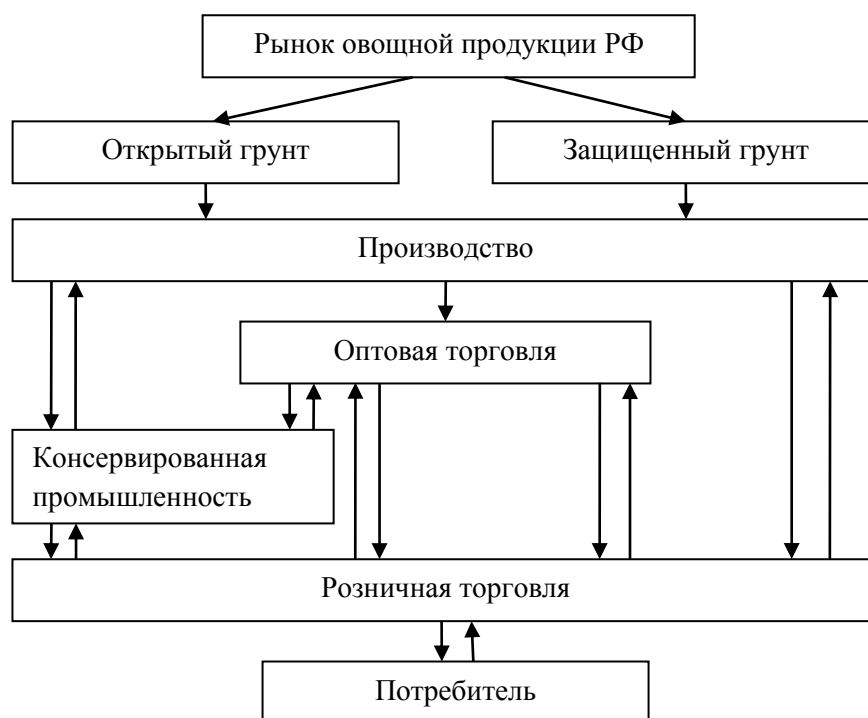 Рынок овощной продукции РФ
Открытый грунт
Защищенный грунт
Производство
Оптовая торговля
Консервированная
промышленность
Розничная торговля
Потребитель